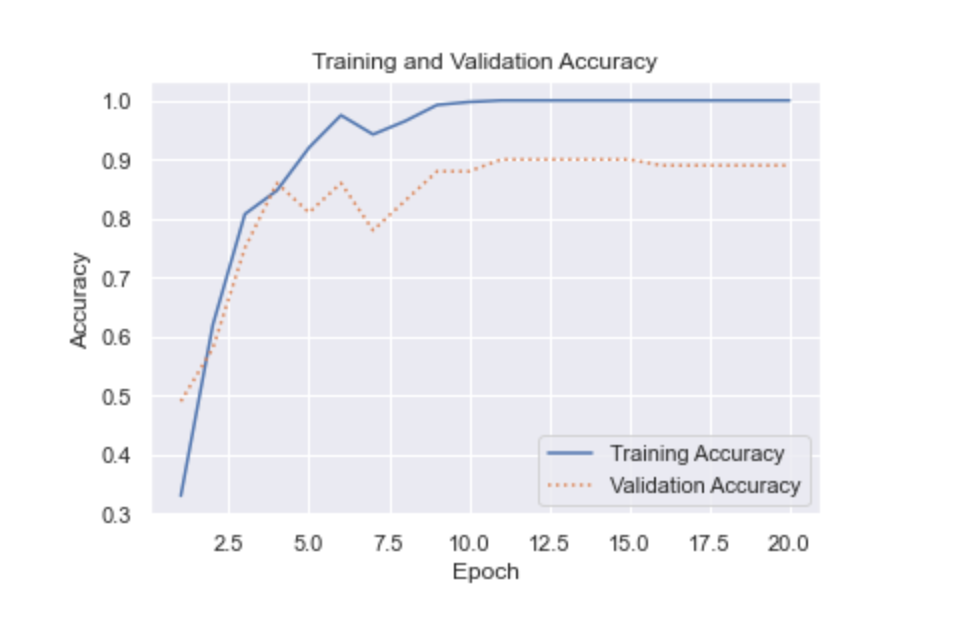 Training and Validation Accuracy
1.0
0.9
0.8
0.7
0.6
0.5
0.4
0.3
Accuracy
Training Accuracy
Validation Accuracy
2.5 5.0 7.5 10.0 12.5 15.0 17.5 20.0
Epoch